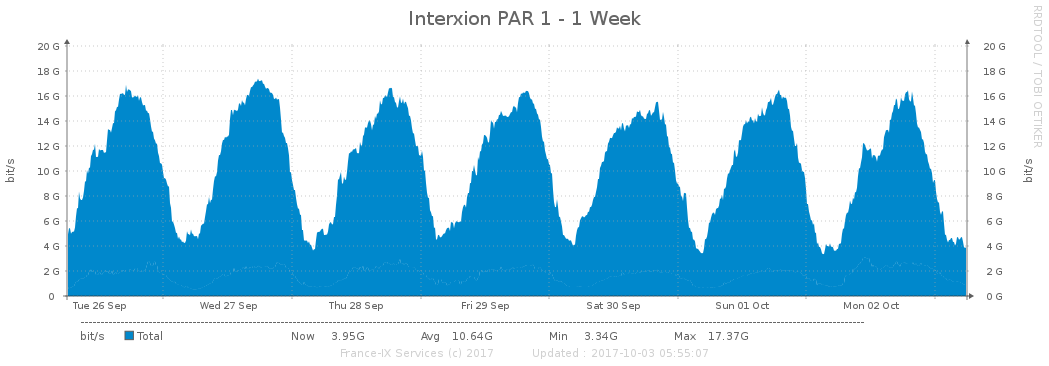 Interxion PAR 1 - 1 Week
RRDTOOL / TOBI OETIKER
bit/s
20 G 20 G
18 G 18 G
16 G 16 G
14 G 14 G
12 G 12 G
10 G 10 G
8 G 8 G
6 G 6 G
4 G 4 G
2 G 2 G
0 0 G
bit/s
Tue 26 Sep Wed 27 Sep Thu 28 Sep Fri 29 Sep Sat 30 Sep Sun 01 Oct Mon 02 Oct
bit/s Total Now 3.95G Avg 10.64G Min 3.34G Max 17.37G
France-IX Services (c) 2017 Updated : 2017-10-03 05:55:07